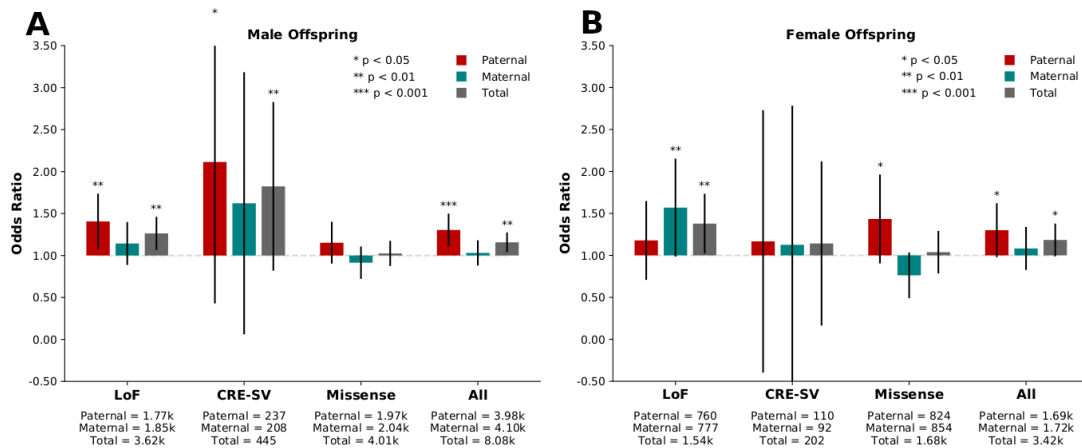 A
Male Offspring
* p < 0.05
** p < 0.01
*** p < 0.001
Paternal
Maternal
Total
Odds Ratio
3.50
3.00
2.50
2.00
1.50
1.00
0.50
0.00
-0.50
**
**
*
**
***
**
LoF
CRE-SV
Missense
All
Paternal = 1.77k
Maternal = 1.85k
Total = 3.62k
Paternal = 237
Maternal = 208
Total = 445
Paternal = 1.97k
Maternal = 2.04k
Total = 4.01k
Paternal = 3.98k
Maternal = 4.10k
Total = 8.08k
B
Female Offspring
* p < 0.05
** p < 0.01
*** p < 0.001
Paternal
Maternal
Total
Odds Ratio
3.50
3.00
2.50
2.00
1.50
1.00
0.50
0.00
-0.50
**
**
*
*
*
LoF
CRE-SV
Missense
All
Paternal = 760
Maternal = 777
Total = 1.54k
Paternal = 110
Maternal = 92
Total = 202
Paternal = 824
Maternal = 854
Total = 1.68k
Paternal = 1.69k
Maternal = 1.72k
Total = 3.42k